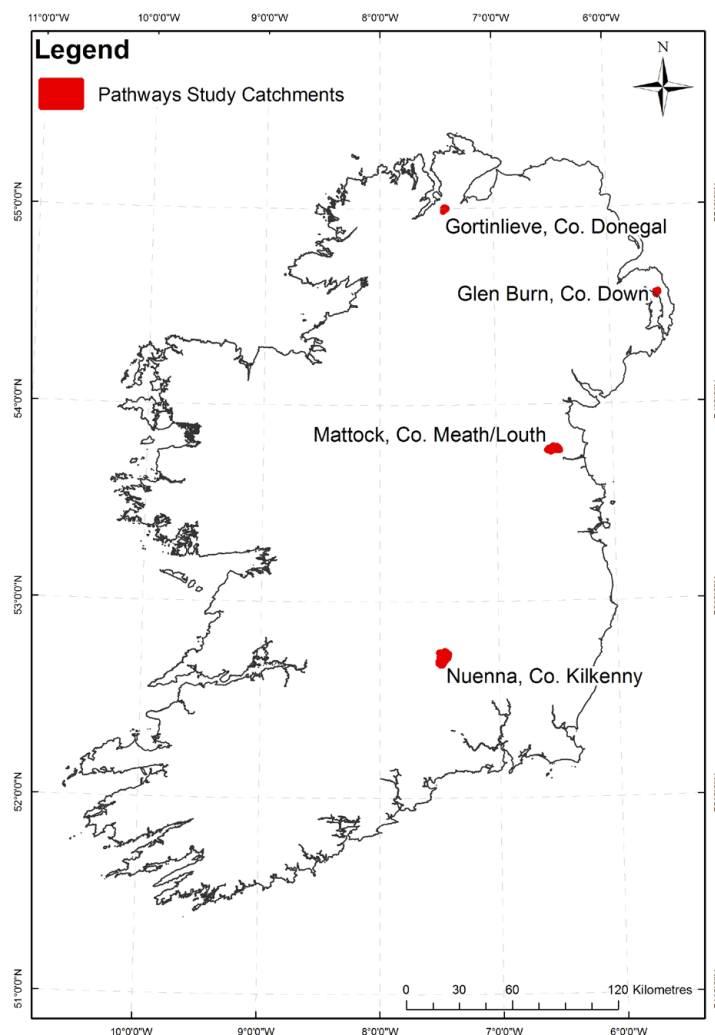 11°0'0"W 10°0'0"W 9°0'0"W 8°0'0"W 7°0'0"W 6°0'0"W
Legend
Pathways Study Catchments
N
55°0'0"N
Gortinlieve, Co. Donegal
Glen Burn, Co. Down
54°0'0"N
Mattock, Co. Meath/Louth
53°0'0"N
Nuenna, Co. Kilkenny
52°0'0"N
51°0'0"N
0 30 60 120 Kilometres
10°0'0"W 9°0'0"W 8°0'0"W 7°0'0"W 6°0'0"W